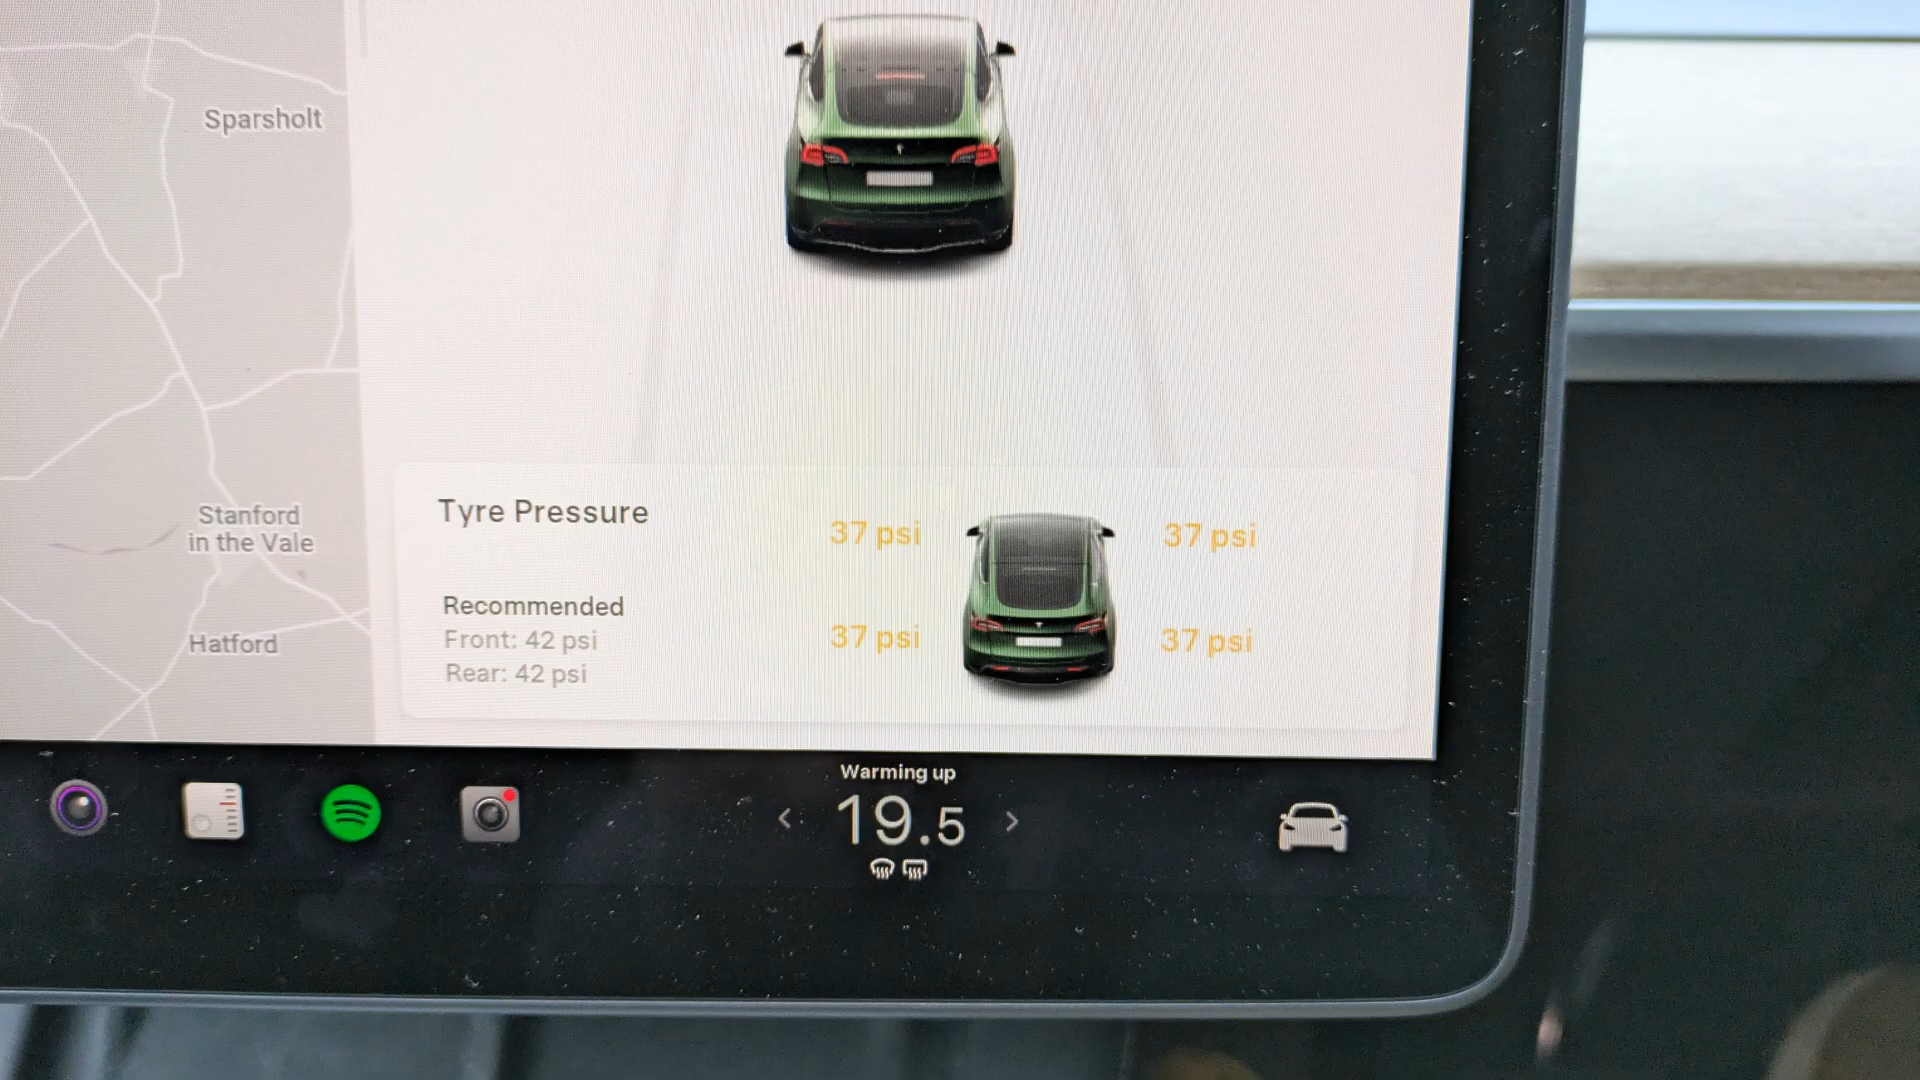 Sparsholt
Stanford
in the Vale
Hatford
Tyre Pressure
37 psi
37 psi
Recommended
Front: 42 psi
Rear: 42 psi
37 psi
37 psi
Warming up
19.5